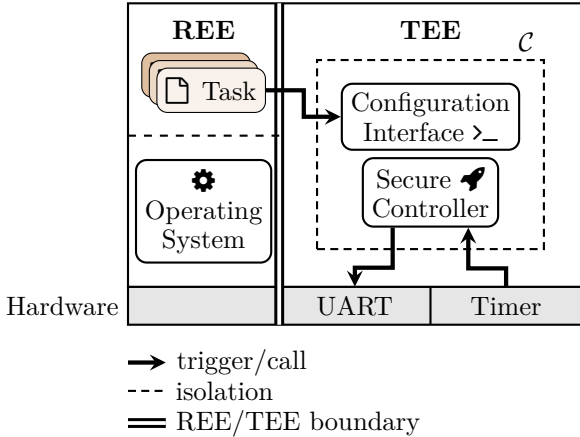 REE
TEE
𝒞
Task
Configuration
Interface >_
Secure
Controller
Operating
System
Hardware
UART
Timer
trigger/call
isolation
REE/TEE boundary